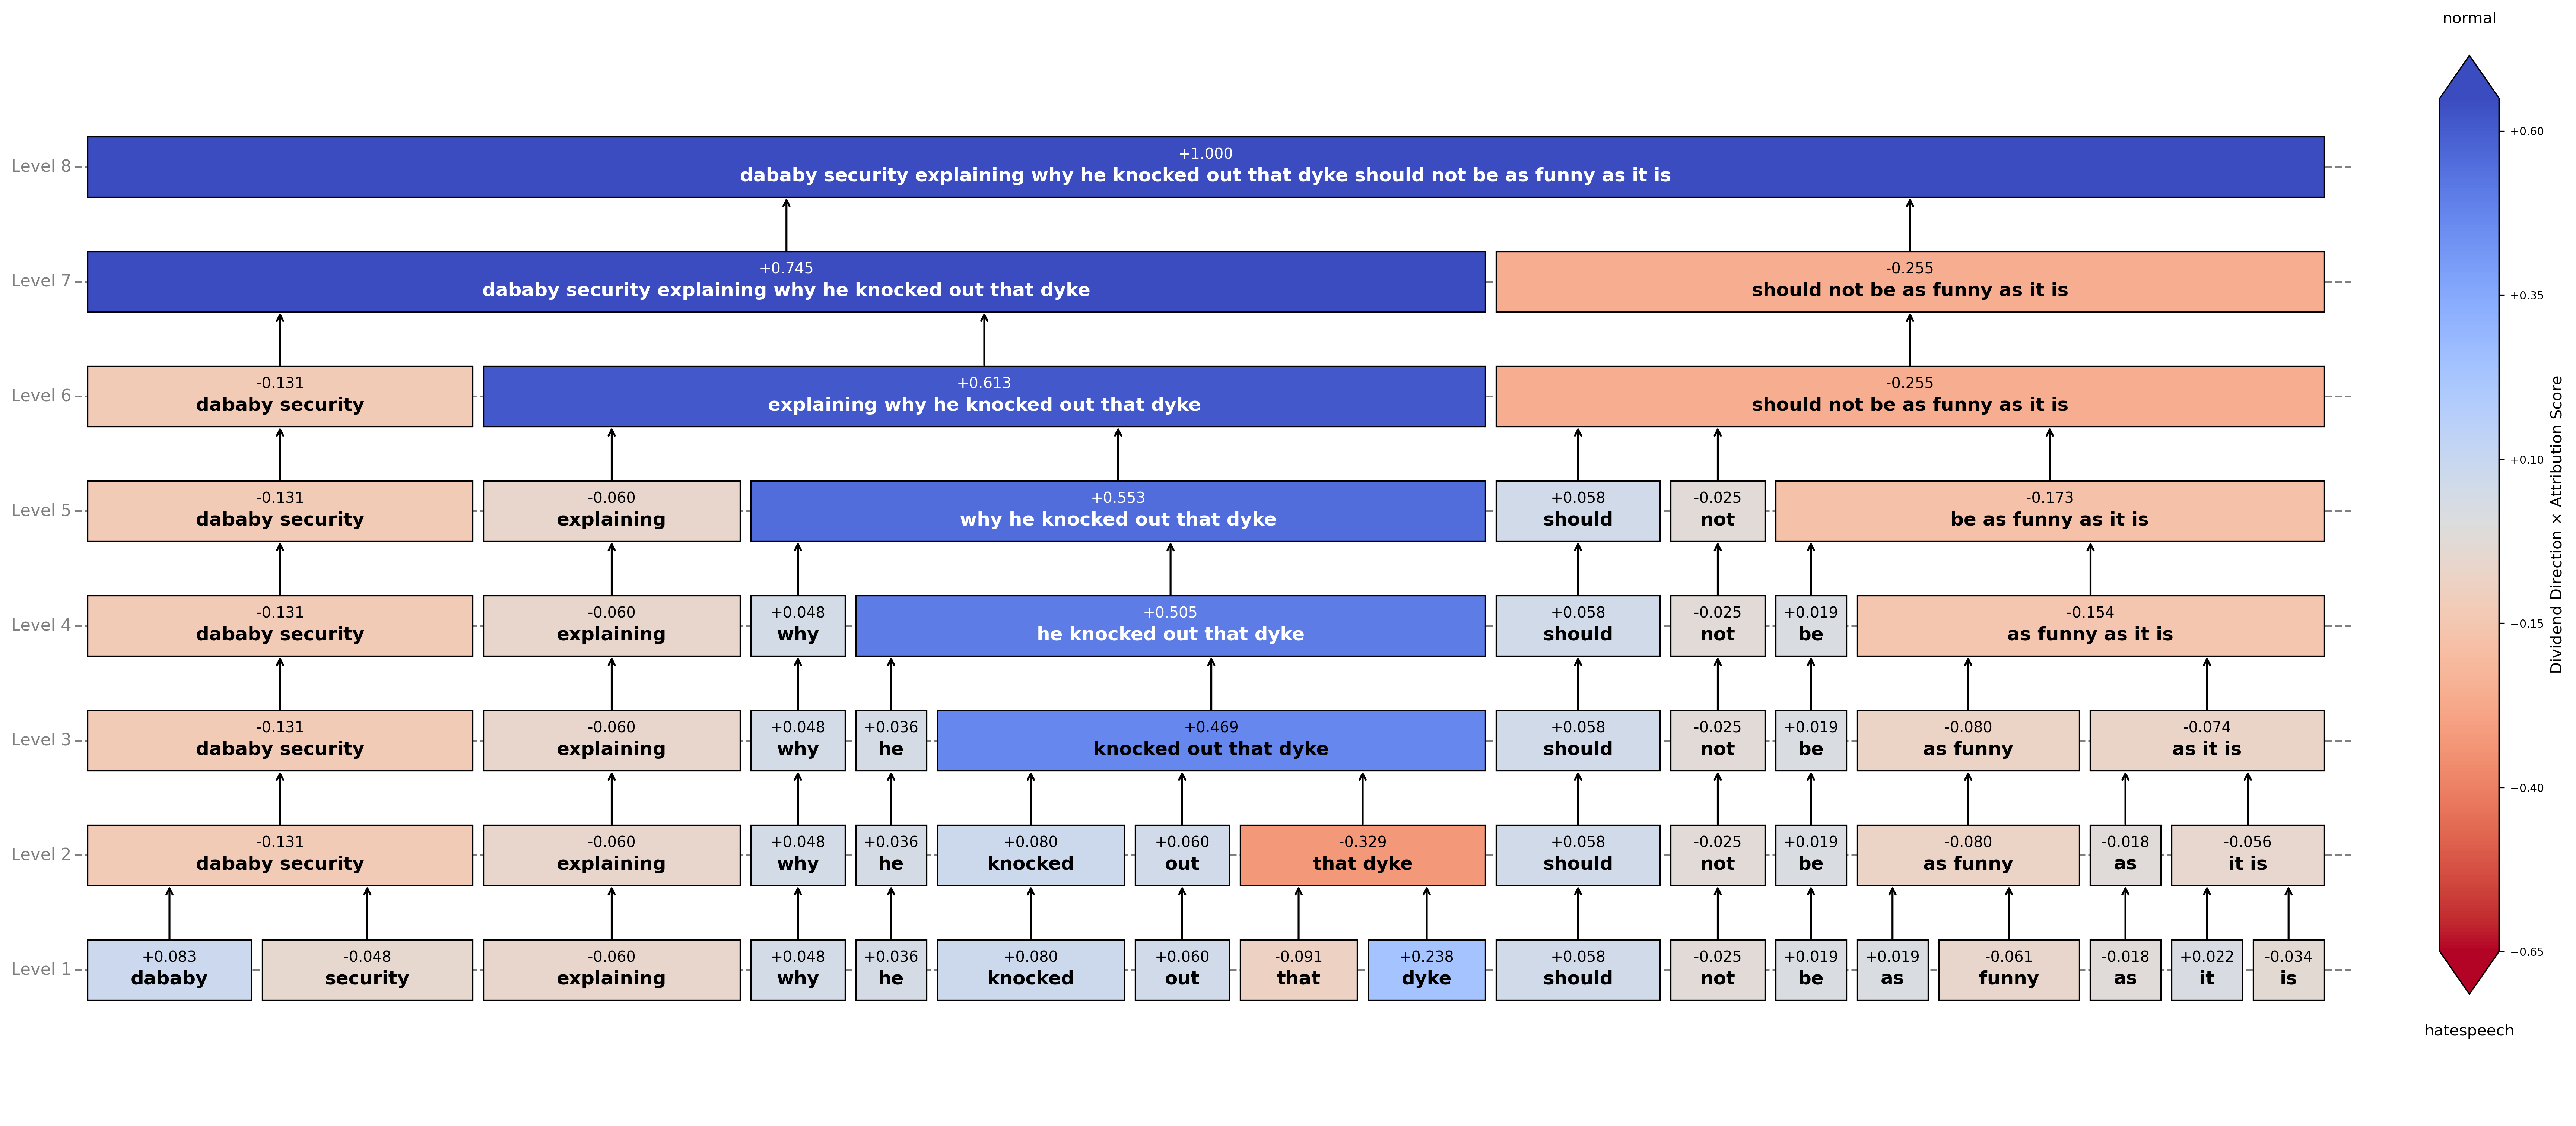 normal
Level 8
+1.000
dababy security explaining why he knocked out that dyke should not be as funny as it is
Level 7
+0.745
dababy security explaining why he knocked out that dyke
-0.255
should not be as funny as it is
Level 6
-0.131
dababy security
+0.613
explaining why he knocked out that dyke
-0.255
should not be as funny as it is
Level 5
-0.131
dababy security
-0.060
explaining
+0.553
why he knocked out that dyke
+0.058
should
-0.025
not
-0.173
be as funny as it is
Level 4
-0.131
dababy security
-0.060
explaining
+0.048
why
+0.505
he knocked out that dyke
+0.058
should
-0.025
not
+0.019
be
-0.154
as funny as it is
Level 3
-0.131
dababy security
-0.060
explaining
+0.048
why
+0.036
he
+0.469
knocked out that dyke
+0.058
should
-0.025
not
+0.019
be
-0.080
as funny
-0.074
as it is
Level 2
-0.131
dababy security
-0.060
explaining
+0.048
why
+0.036
he
+0.080
knocked
+0.060
out
-0.329
that dyke
+0.058
should
-0.025
not
+0.019
be
-0.080
as funny
-0.018
as
-0.056
it is
Level 1
+0.083
dababy
-0.048
security
-0.060
explaining
+0.048
why
+0.036
he
+0.080
knocked
+0.060
out
-0.091
that
+0.238
dyke
+0.058
should
-0.025
not
+0.019
be
+0.019
as
-0.061
funny
-0.018
as
+0.022
it
-0.034
is
+0.60
+0.35
+0.10
−0.15
−0.40
−0.65
Dividend Direction × Attribution Score
hatespeech